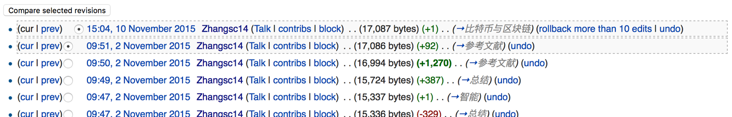 Compare selected revisions
(cur | prev) 15:04, 10 November 2015 Zhangsc14 (Talk | contribs | block) . . (17,087 bytes) (+1) . . (→比特币与区块链) (rollback more than 10 edits | undo)
(cur | prev) 09:51, 2 November 2015 Zhangsc14 (Talk | contribs | block) . . (17,086 bytes) (+92) . . (→参考文献) (undo)
(cur | prev) 09:50, 2 November 2015 Zhangsc14 (Talk | contribs | block) . . (16,994 bytes) (+1,270) . . (→参考文献) (undo)
(cur | prev) 09:49, 2 November 2015 Zhangsc14 (Talk | contribs | block) . . (15,724 bytes) (+387) . . (→总结) (undo)
(cur | prev) 09:47, 2 November 2015 Zhangsc14 (Talk | contribs | block) . . (15,337 bytes) (+1) . . (→智能) (undo)
(cur | prev) 09:47, 2 November 2015 Zhangsc14 (Talk | contribs | block) . . (15,336 bytes) (-329) . . (→总结) (undo)